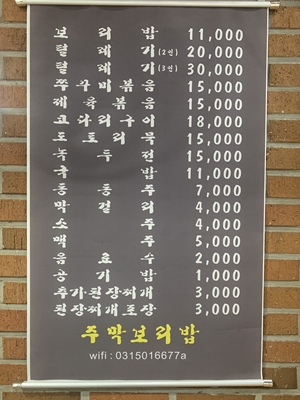 보리밥 11,000
털레기(2인) 20,000
털레기(3인) 30,000
쭈꾸미볶음 15,000
제육볶음 15,000
코다리구이 18,000
도토리묵 15,000
녹두전 15,000
국밥 11,000
동동주 7,000
막걸리 4,000
소주 4,000
맥주 5,000
음료수 2,000
공기밥 1,000
추가된장찌개 3,000
된장찌개포장 3,000
주막보리밥
wifi : 0315016677a